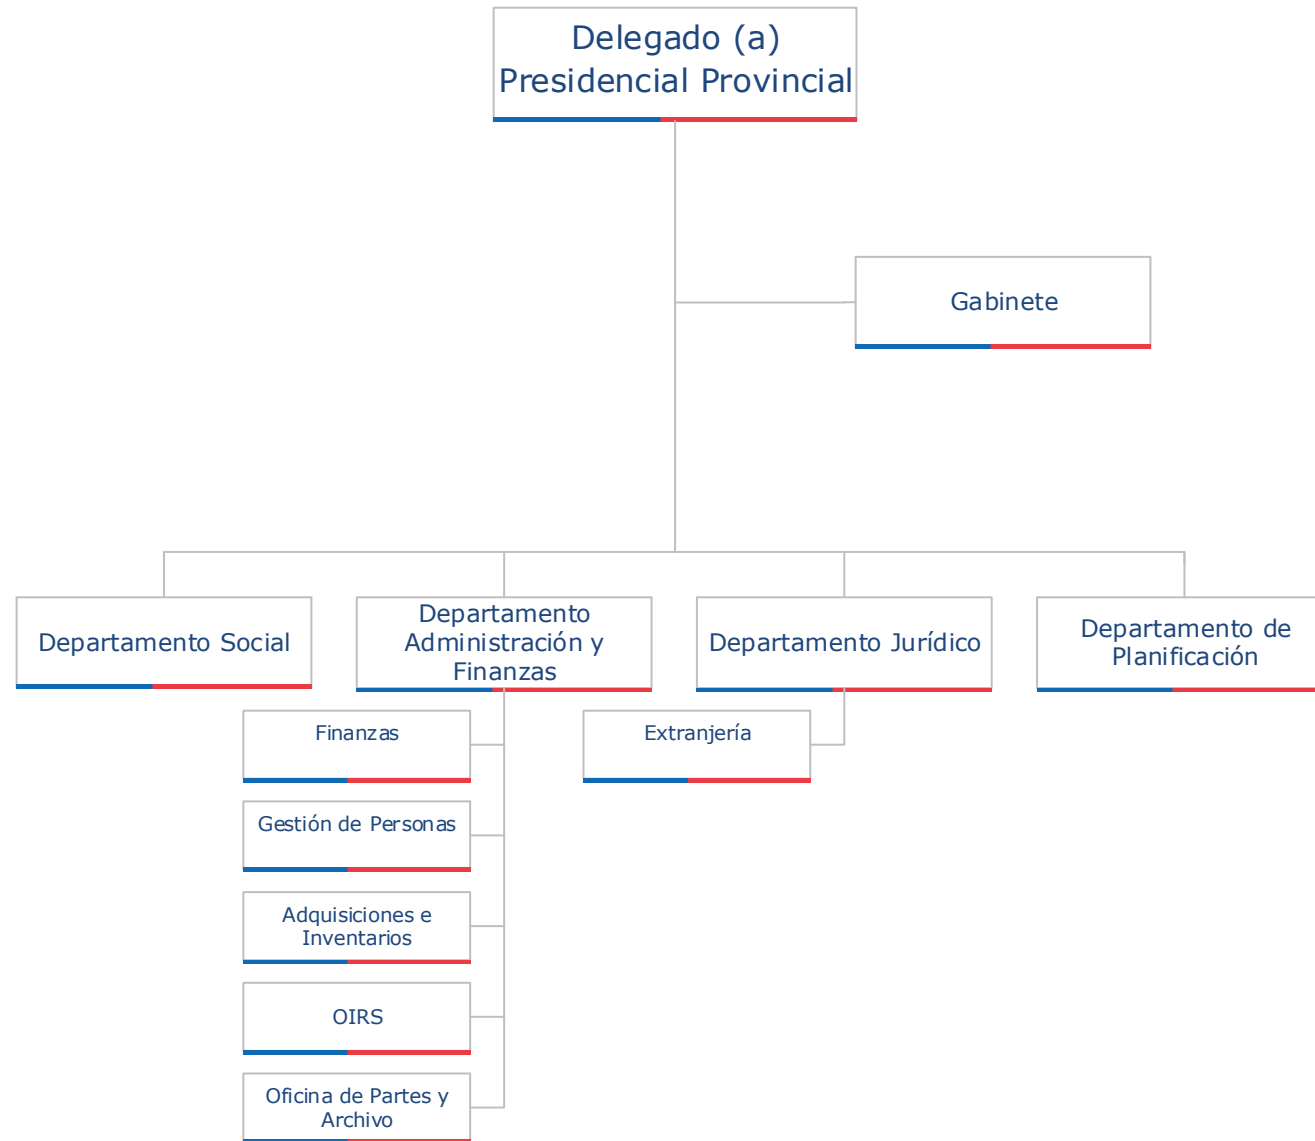 Delegado (a)
Presidencial Provincial
Gabinete
Departamento Social
Departamento
Administración y
Finanzas
Departamento Jurídico
Departamento de
Planificación
Finanzas
Extranjería
Gestión de Personas
Adquisiciones e
Inventarios
OIRS
Oficina de Partes y
Archivo